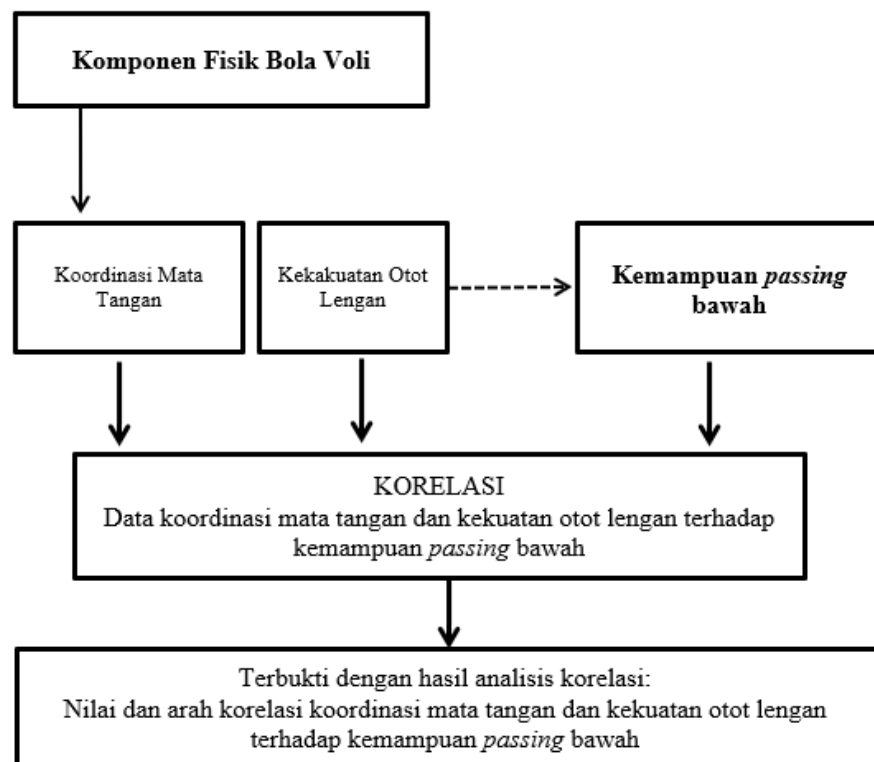 Komponen Fisik Bola Voli
Koordinasi Mata
Tangan
Kekakuatan Otot
Lengan
Kemampuan passing
bawah
KORELASI
Data koordinasi mata tangan dan kekuatan otot lengan terhadap
kemampuan passing bawah
Terbukti dengan hasil analisis korelasi:
Nilai dan arah korelasi koordinasi mata tangan dan kekuatan otot lengan
terhadap kemampuan passing bawah